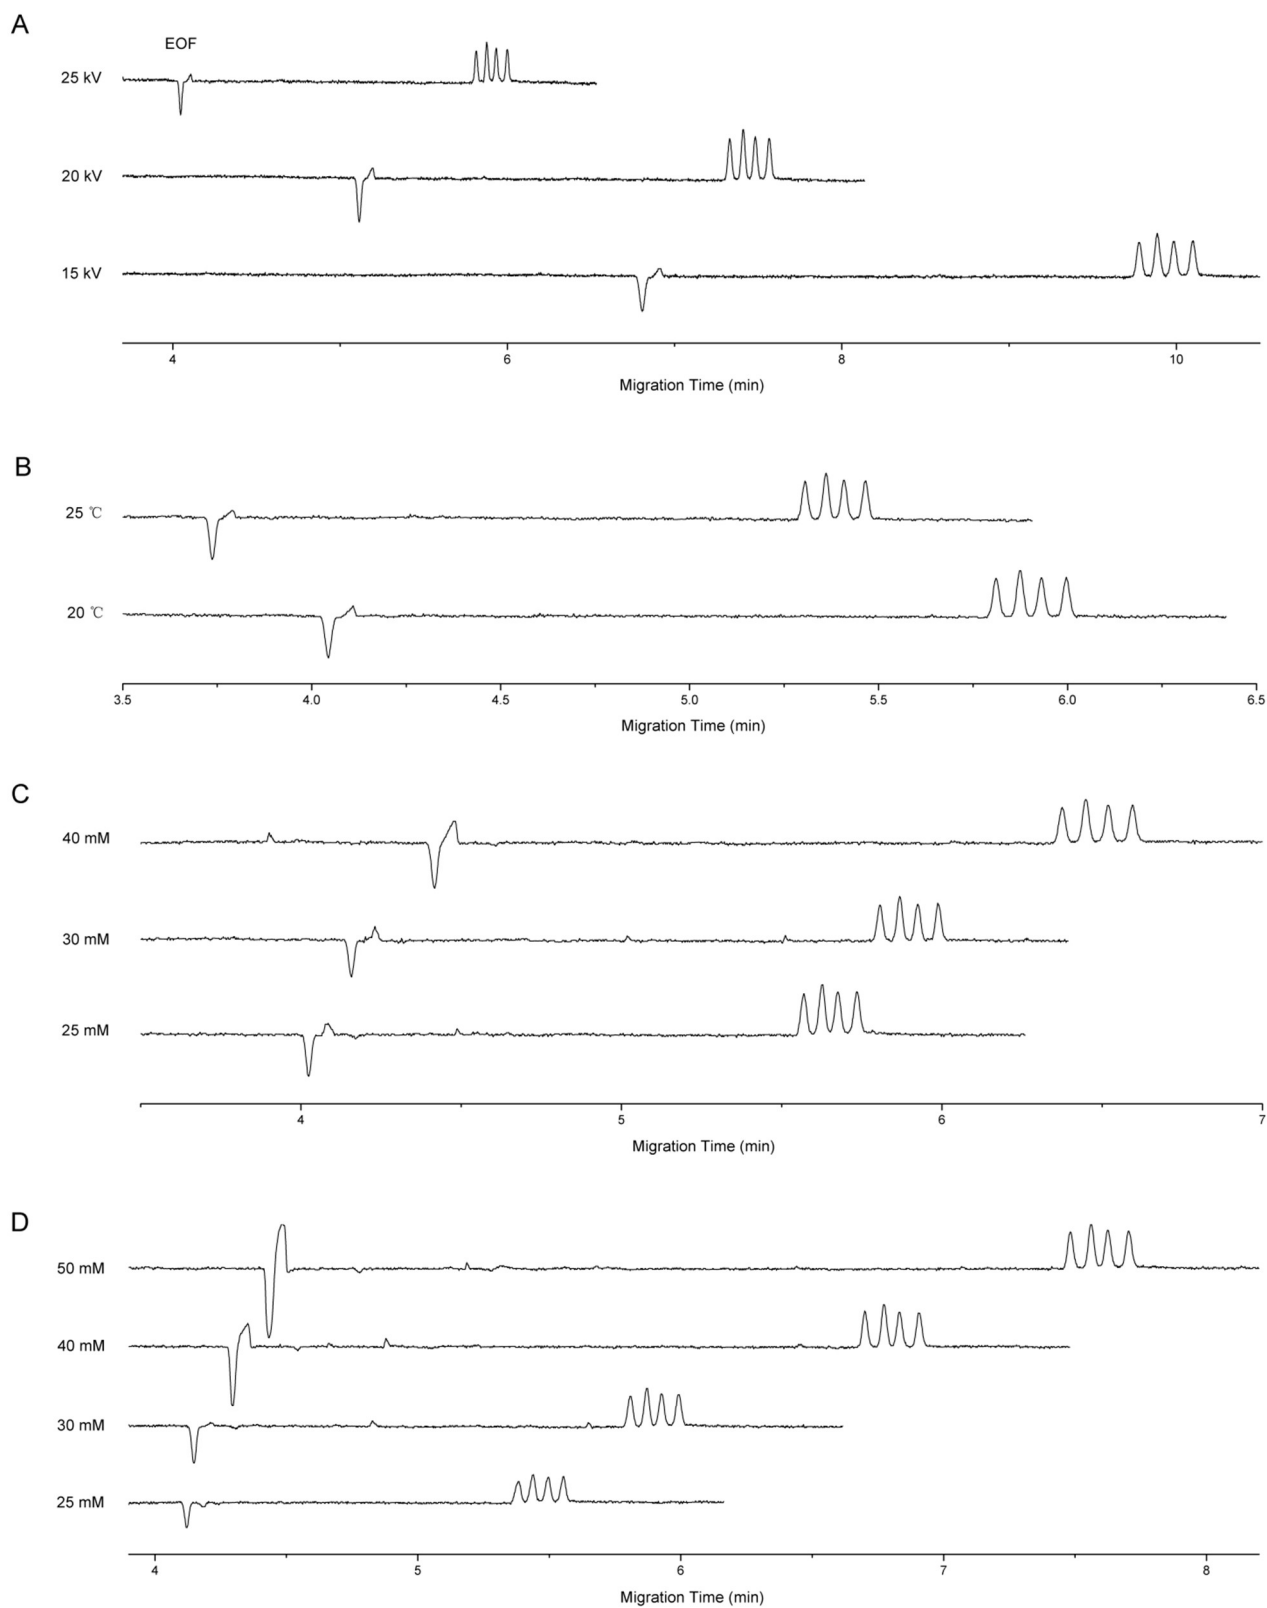 A
EOF
25 kV
20 kV
15 kV
4 6 8 10
Migration Time (min)
B
25 ℃
20 ℃
3.5 4.0 4.5 5.0 5.5 6.0 6.5
Migration Time (min)
C
40 mM
30 mM
25 mM
4 5 6 7
Migration Time (min)
D
50 mM
40 mM
30 mM
25 mM
4 5 6 7 8
Migration Time (min)